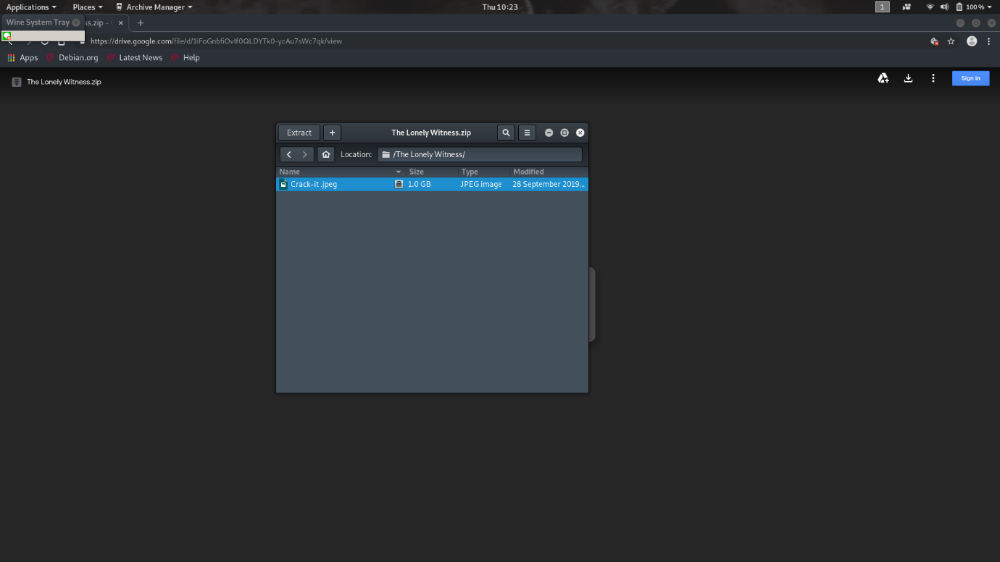 Applications Places Archive Manager Thu 10:23 1 100 %
Wine System Tray ss.zip -
https://drive.google.com/file/d/1iFoGnbfiOvIf0QLDYTk0-ycAu7sWc7qk/view
Apps Debian.org Latest News Help
The Lonely Witness.zip Sign in
Extract + The Lonely Witness.zip
Location: /The Lonely Witness/
Name Size Type Modified
Crack-it .jpeg 1.0 GB JPEG image 28 September 2019...